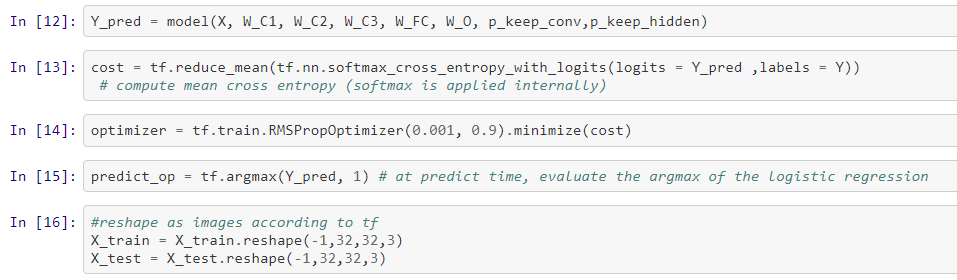 In [12]: Y_pred = model(X, W_C1, W_C2, W_C3, W_FC, W_O, p_keep_conv,p_keep_hidden)
In [13]: cost = tf.reduce_mean(tf.nn.softmax_cross_entropy_with_logits(logits = Y_pred ,labels = Y))
# compute mean cross entropy (softmax is applied internally)
In [14]: optimizer = tf.train.RMSPropOptimizer(0.001, 0.9).minimize(cost)
In [15]: predict_op = tf.argmax(Y_pred, 1) # at predict time, evaluate the argmax of the logistic regression
In [16]: #reshape as images according to tf
X_train = X_train.reshape(-1,32,32,3)
X_test = X_test.reshape(-1,32,32,3)